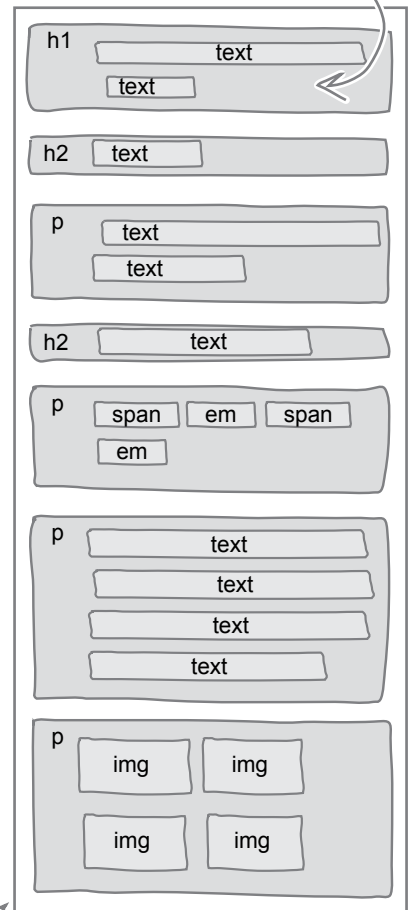 h1 text
text
h2 text
p text
text
h2 text
p span em span
em
p text
text
text
text
p img img
img img